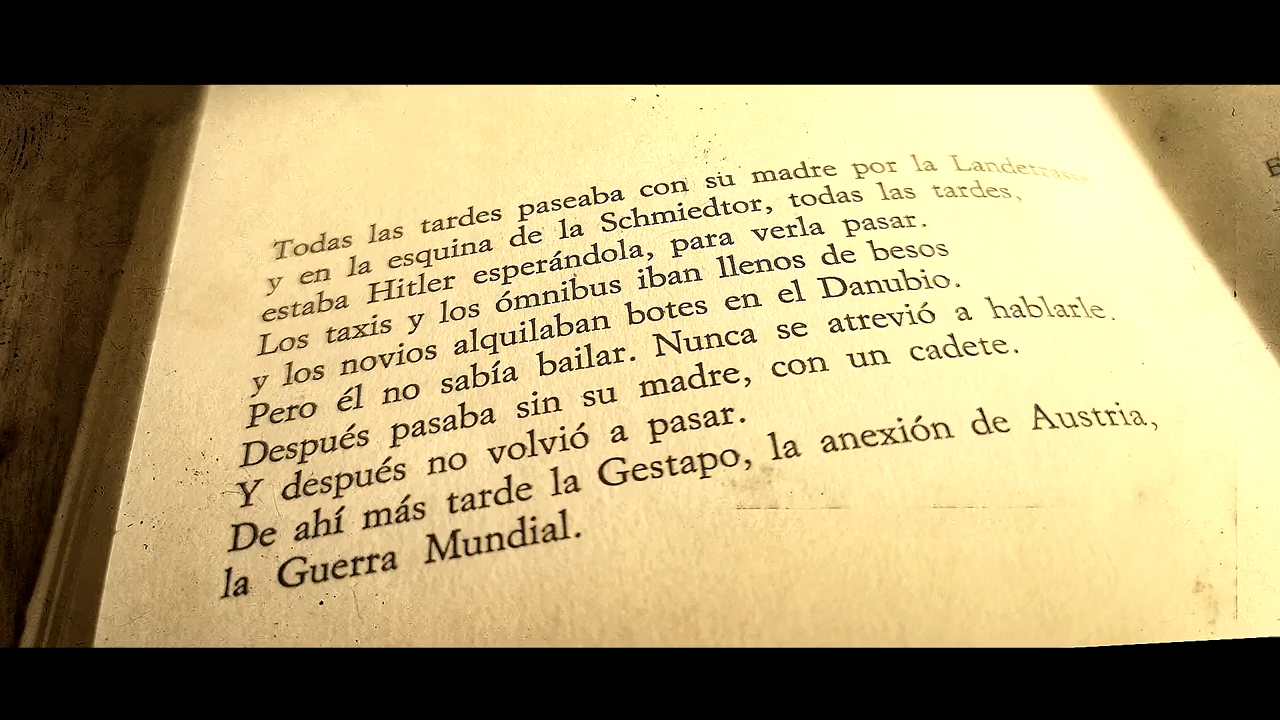 Todas las tardes paseaba con su madre por la
y en la esquina de la Schmiedtor, todas las tardes,
estaba Hitler esperándola, para verla pasar.
Los taxis y los ómnibus iban llenos de besos
y los novios alquilaban botes en el Danubio.
Pero él no sabía bailar. Nunca se atrevió a hablarle.
Después pasaba sin su madre, con un cadete.
Y después no volvió a pasar.
De ahí más tarde la Gestapo, la anexión de Austria,
la Guerra Mundial.